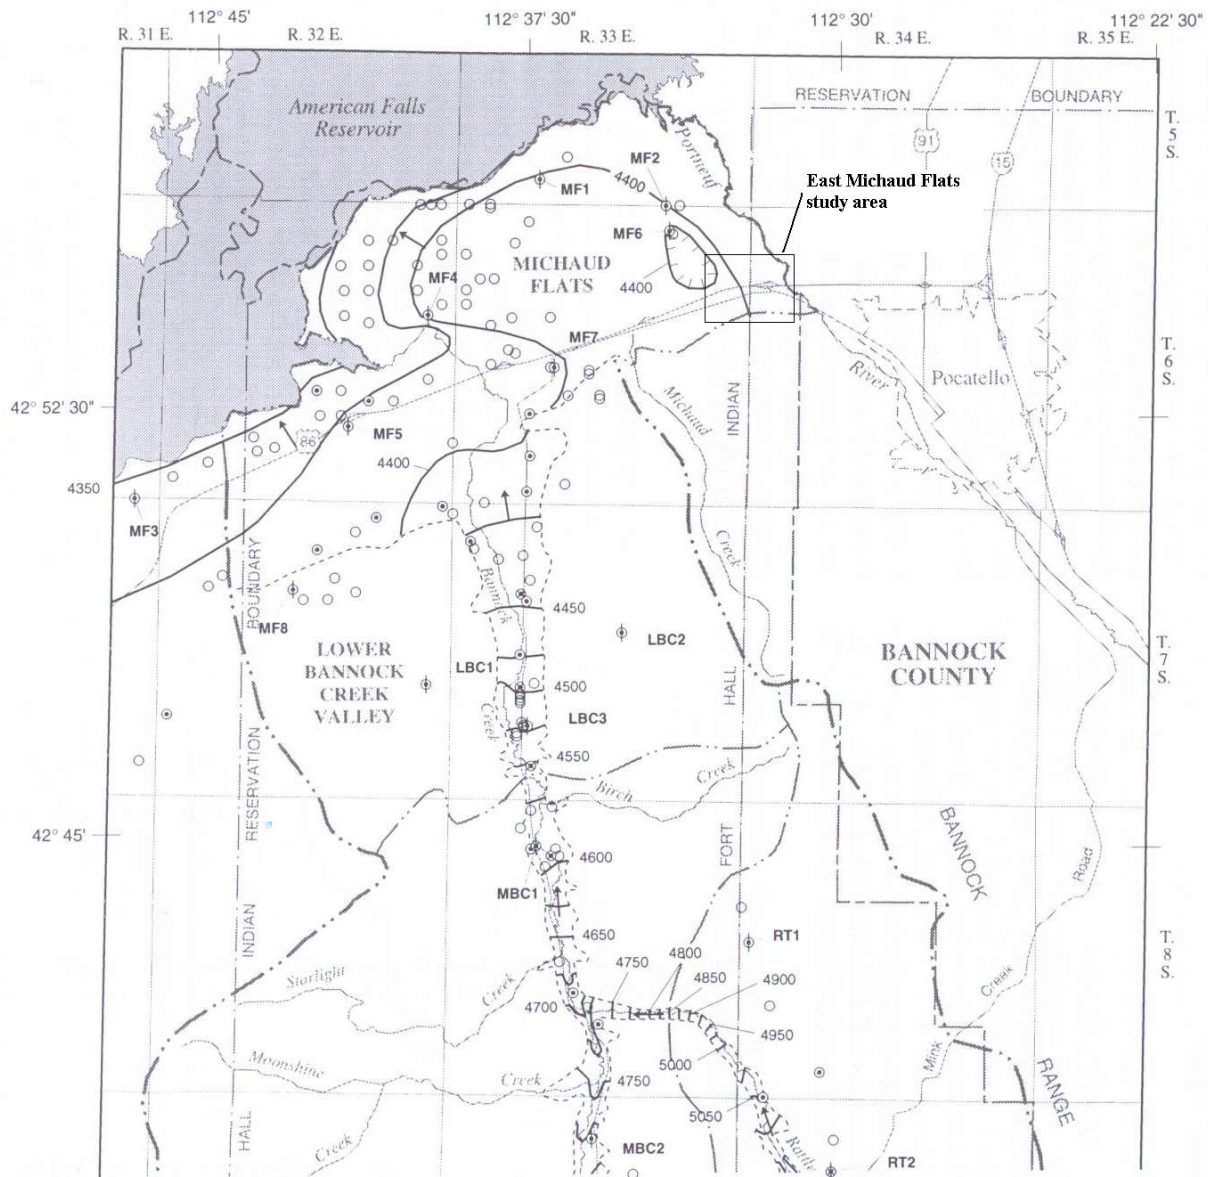 112° 45'
112° 37' 30"
112° 30'
112° 22' 30"
R. 31 E.
R. 32 E.
R. 33 E.
R. 34 E.
R. 35 E.
American Falls
Reservoir
RESERVATION
BOUNDARY
T.
5
S.
91
15
MF2
Portneuf
MF1
4400
East Michaud Flats
study area
MF6
MICHAUD
FLATS
4400
MF4
MF7
T.
6
S.
River
Pocatello
42° 52' 30"
Michaud
INDIAN
86
MF5
4400
4350
MF3
Creek
BOUNDARY
Bannock
4450
MF8
LOWER
BANNOCK
CREEK
VALLEY
LBC2
LBC1
BANNOCK
COUNTY
T.
7
S.
HALL
4500
LBC3
Creek
4550
RESERVATION
Birch
Creek
42° 45'
FORT
BANNOCK
Road
4600
MBC1
INDIAN
4650
RT1
T.
8
S.
4750
4800
4850
4900
Starlight
Creek
4700
4950
Creek
Moonshine
Creek
4750
5000
Mink
RANGE
5050
HALL
Creek
MBC2
Rattle
RT2